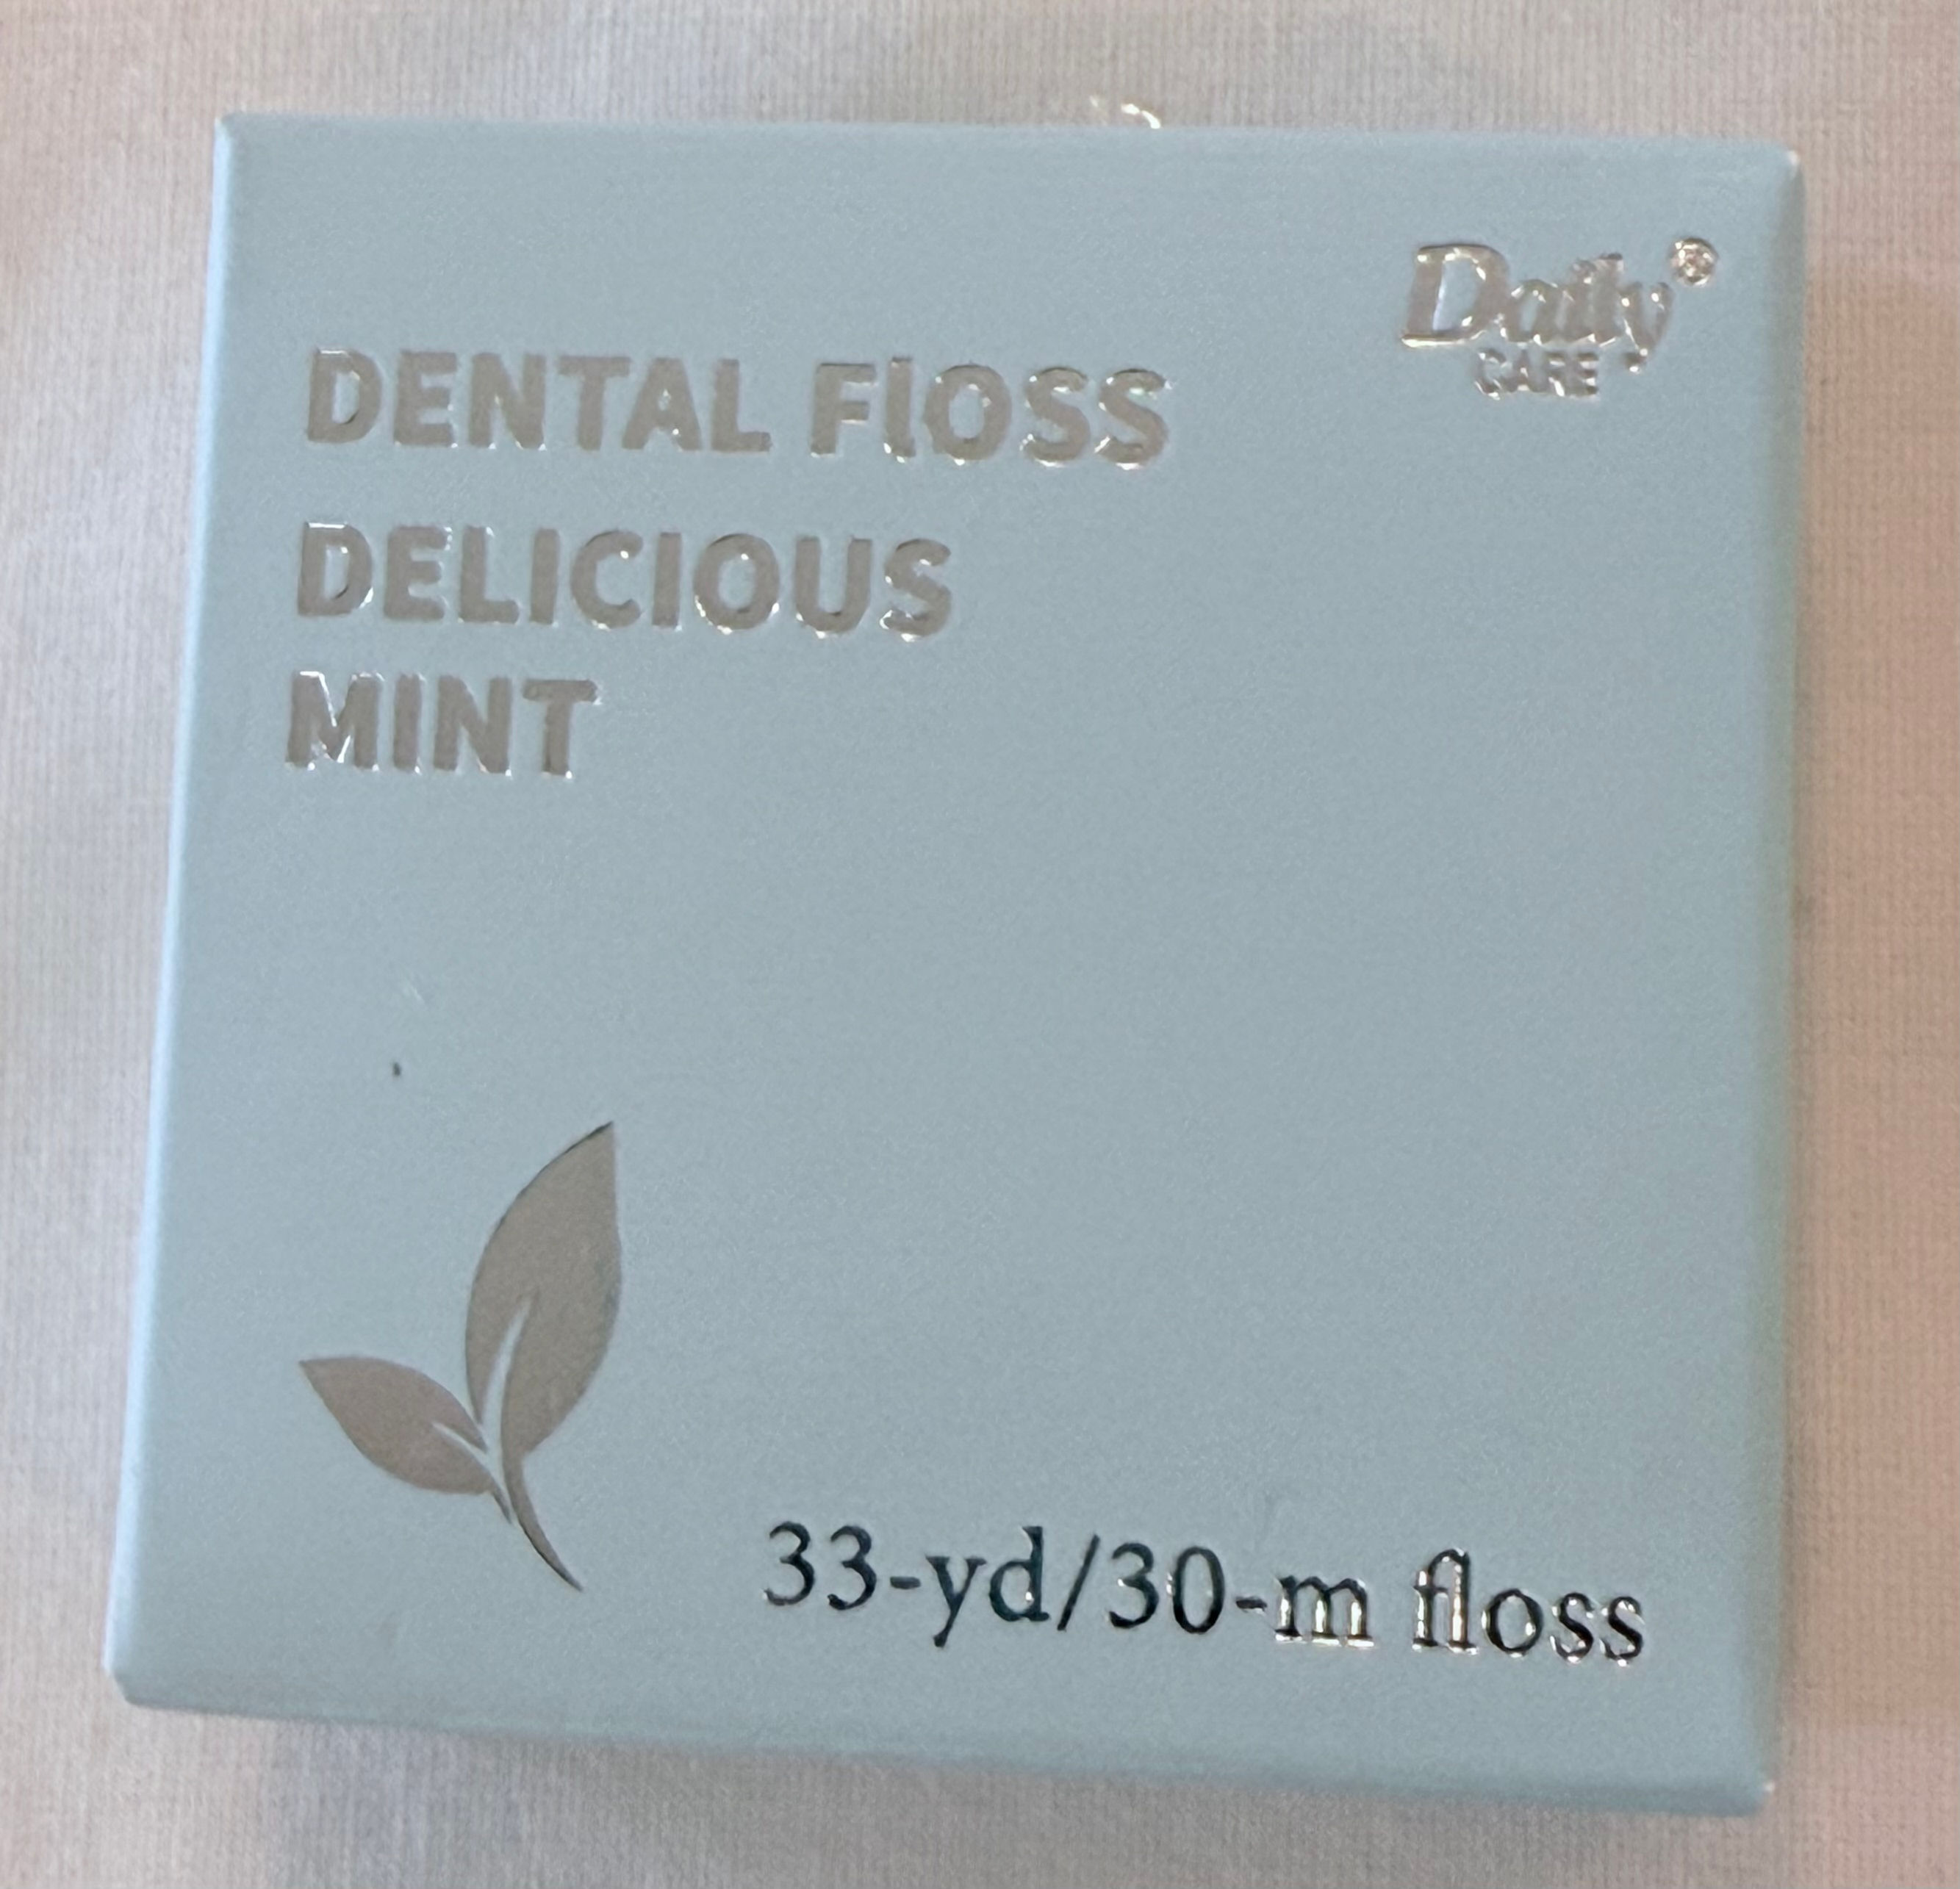 Daily®
CARE
DENTAL FlOSS
DELICIOUS
MINT
33-yd/30-m floss